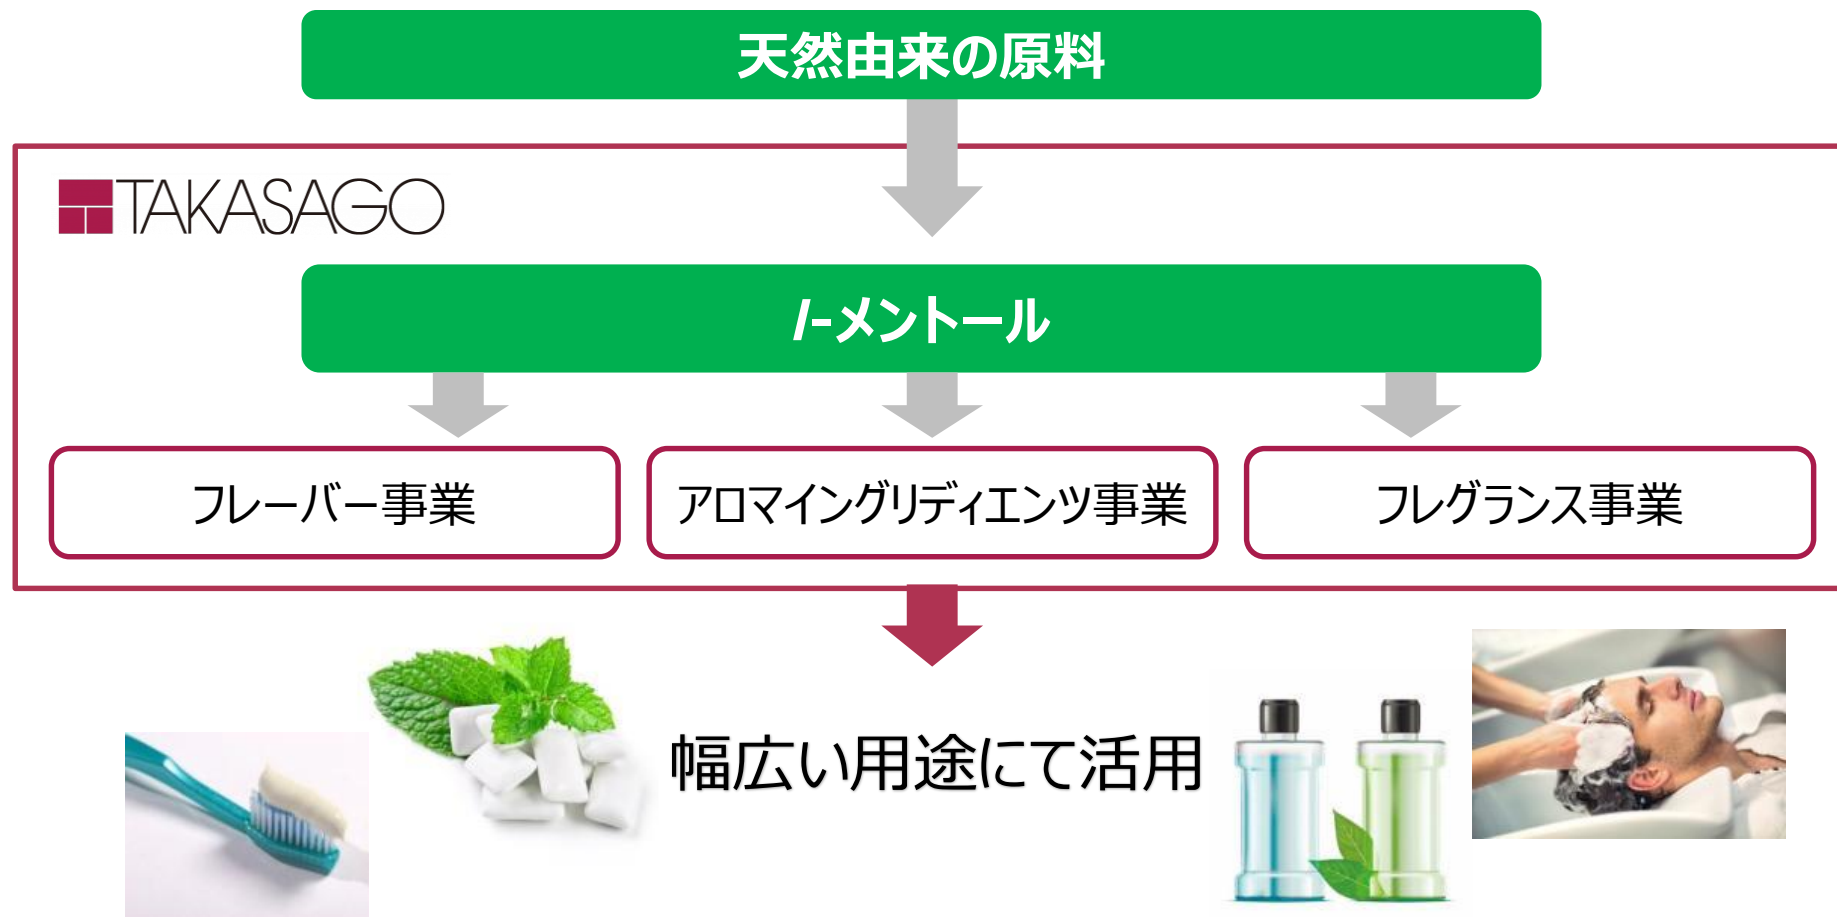 天然由来の原料
TAKASAGO
l-メントール
フレーバー事業
アロマイングリディエンツ事業
フレグランス事業
幅広い用途にて活用